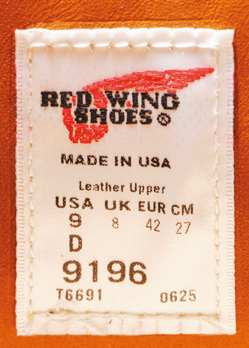 RED WING
SHOES®
MADE IN USA
Leather Upper
USA UK EUR CM
9 8 42 27
D
9196
T6691 0625